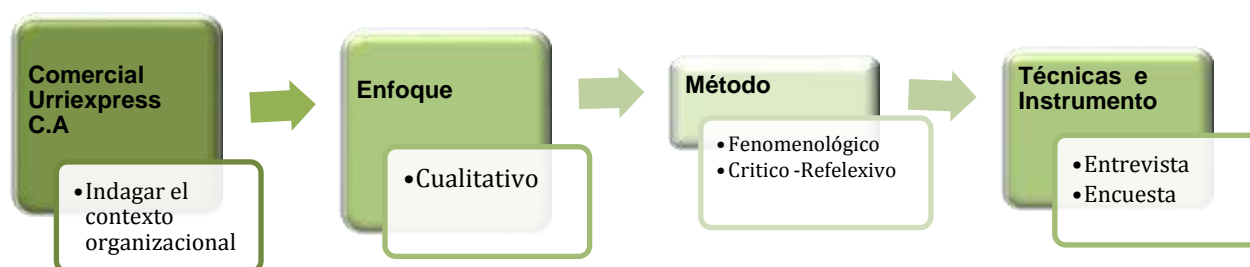 Comercial
Urriexpress
C.A
•Indagar el
contexto
organizacional
Enfoque
•Cualitativo
Método
•Fenomenológico
•Critico -Refelexivo
Técnicas e
Instrumento
•Entrevista
•Encuesta